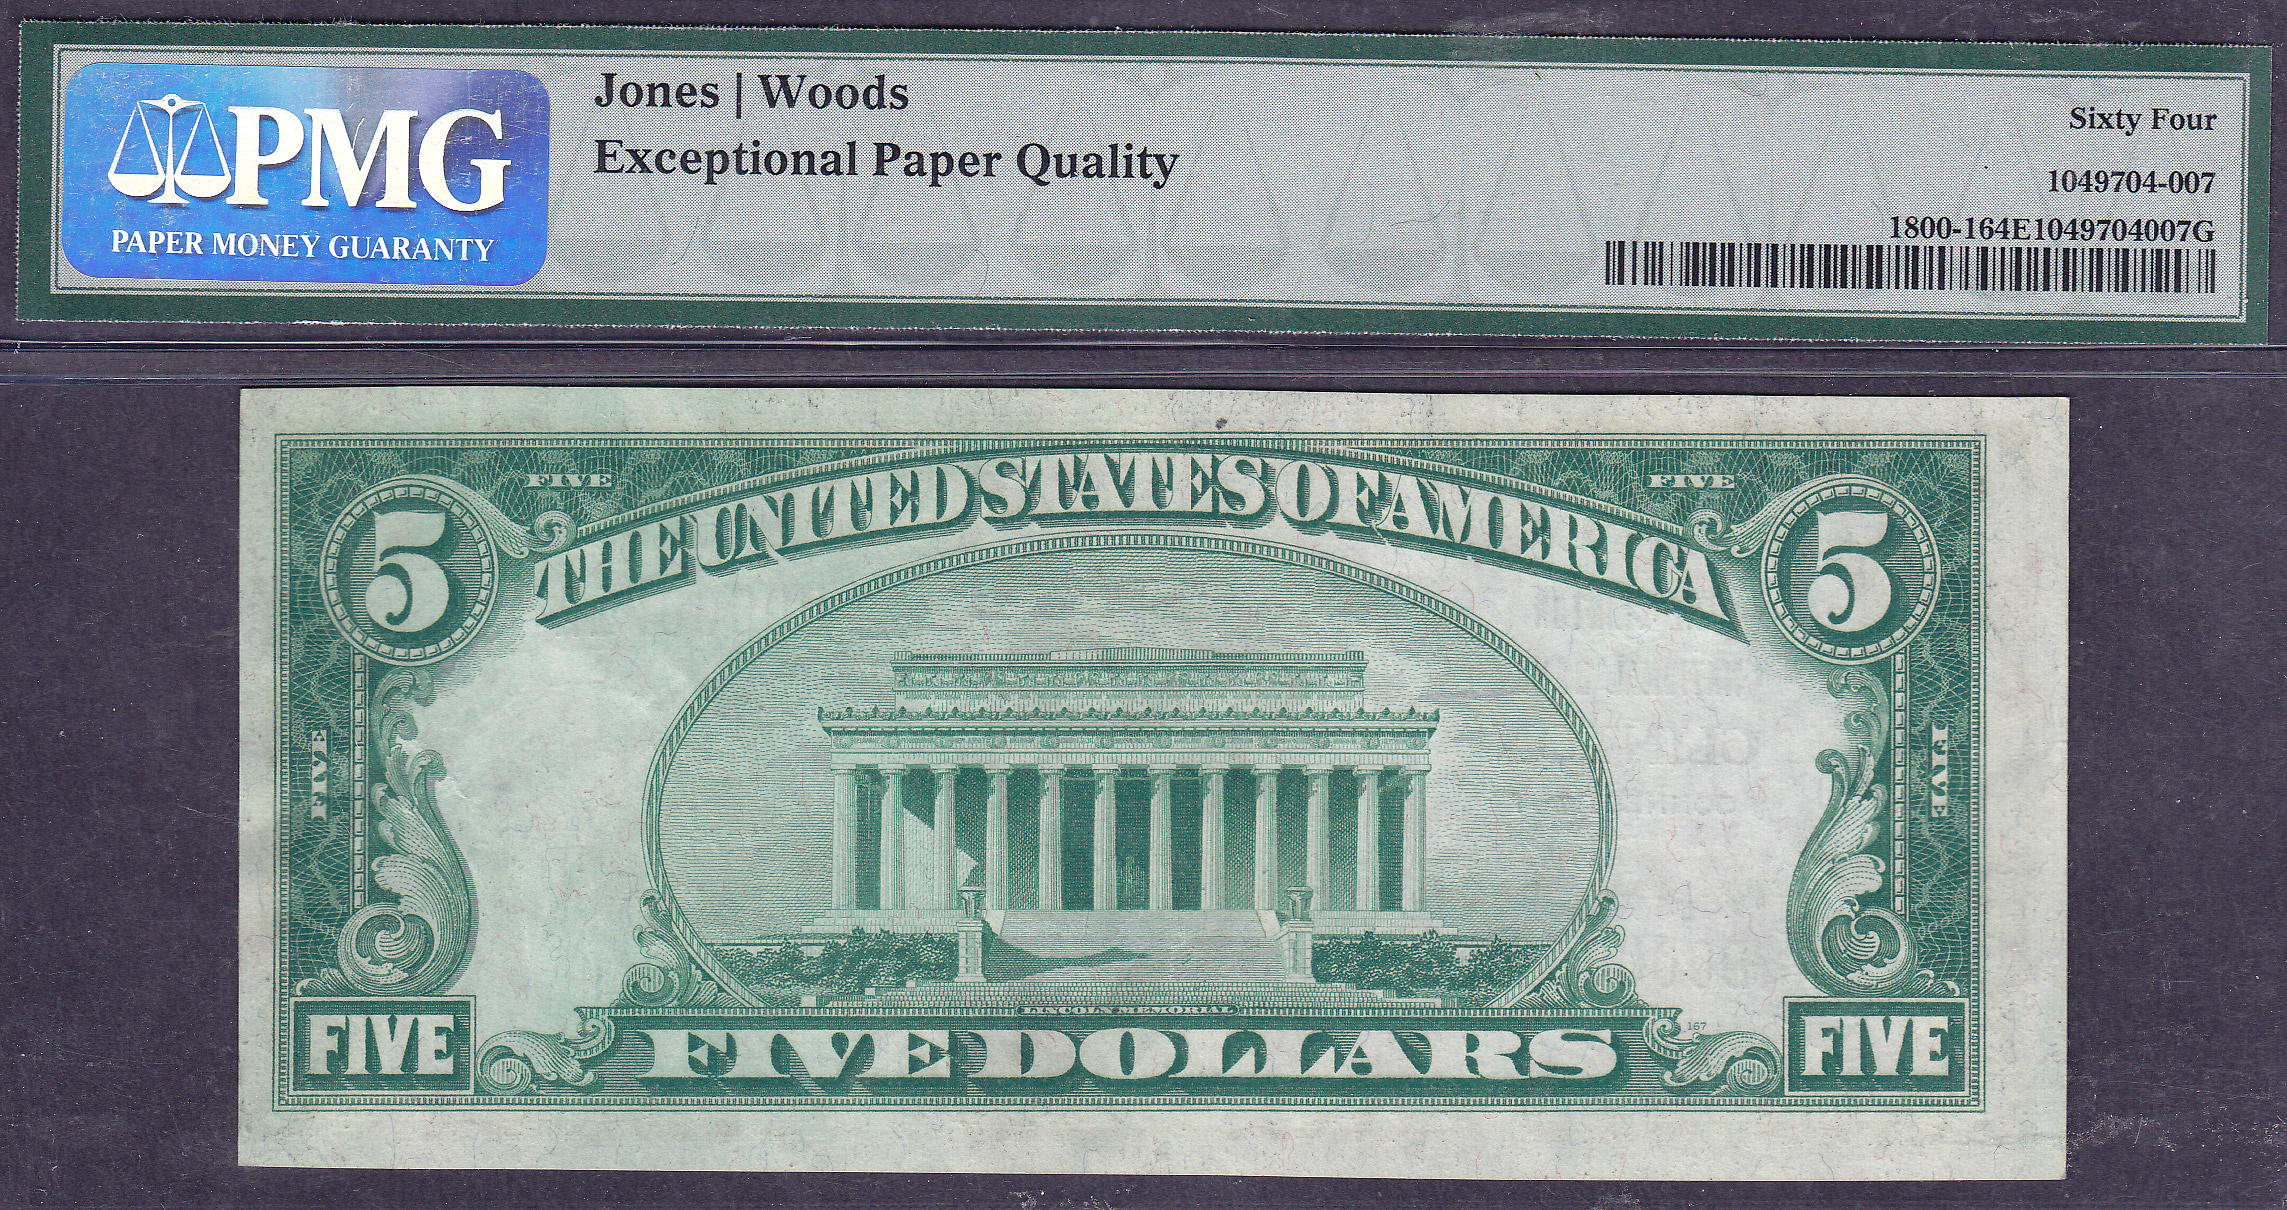 PMG
PAPER MONEY GUARANTY
Jones | Woods
Exceptional Paper Quality
Sixty Four
1049704-007
1800-164E1049704007G
5
FIVE
THE UNITED STATES OF AMERICA
FIVE
5
FIVE
FIVE
LINCOLN MEMORIAL
167
FIVE
FIVE DOLLARS
FIVE